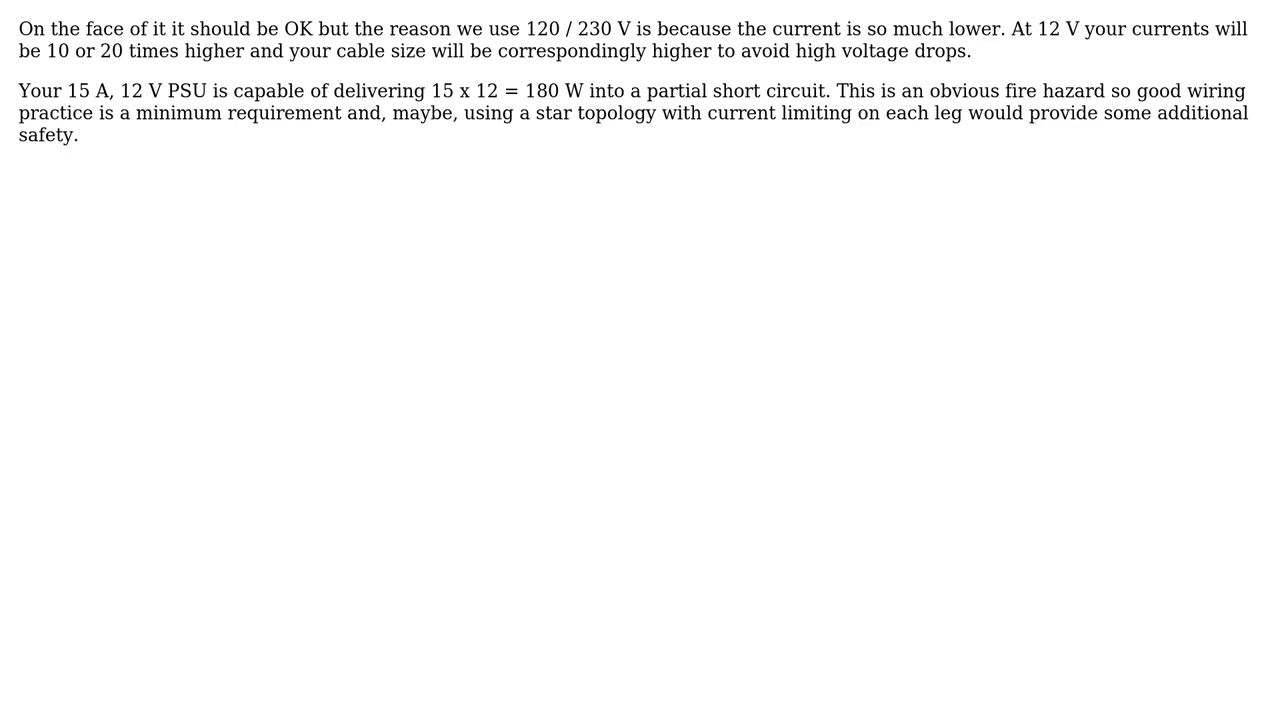 On the face of it it should be OK but the reason we use 120 / 230 V is because the current is so much lower. At 12 V your currents will
be 10 or 20 times higher and your cable size will be correspondingly higher to avoid high voltage drops.
Your 15 A, 12 V PSU is capable of delivering 15 x 12 = 180 W into a partial short circuit. This is an obvious fire hazard so good wiring
practice is a minimum requirement and, maybe, using a star topology with current limiting on each leg would provide some additional
safety.